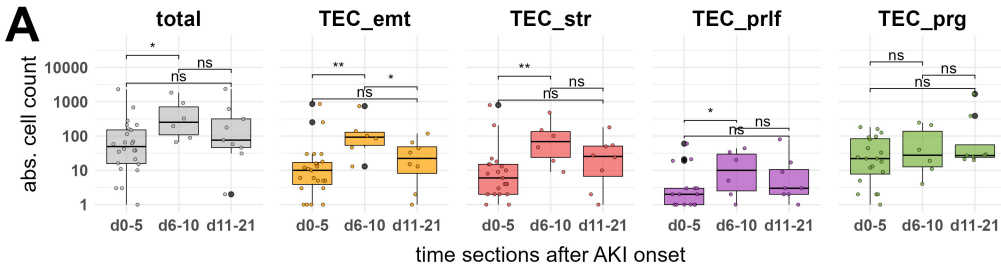 A
total TEC_emt TEC_str TEC_prlf TEC_prg
abs. cell count
10000
1000
100
10
1
* ns ns
** * ns
** ns ns
* ns ns
ns ns ns
d0-5 d6-10 d11-21 d0-5 d6-10 d11-21 d0-5 d6-10 d11-21 d0-5 d6-10 d11-21 d0-5 d6-10 d11-21
time sections after AKI onset